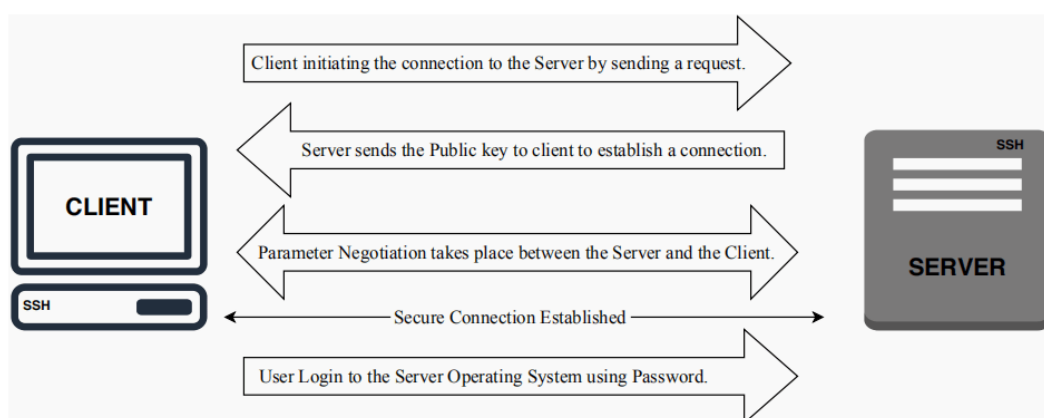 Client initiating the connection to the Server by sending a request.
Server sends the Public key to client to establish a connection.
SSH
CLIENT
Parameter Negotiation takes place between the Server and the Client.
SERVER
SSH
Secure Connection Established
User Login to the Server Operating System using Password.